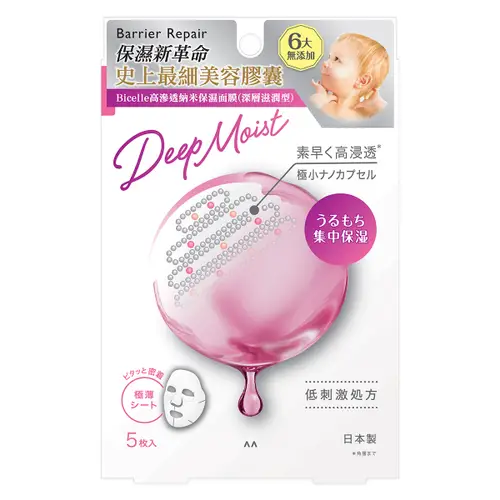 Barrier Repair
保濕新革命
史上最細美容膠囊
Bicelle高滲透納米保濕面膜(深層滋潤型)
6大
無添加
Deep Moist
素早く高浸透*
極小ナノカプセル
うるもち
集中保湿
ピタッと密着
極薄
シート
5枚入
低刺激処方
日本製
*角層まで